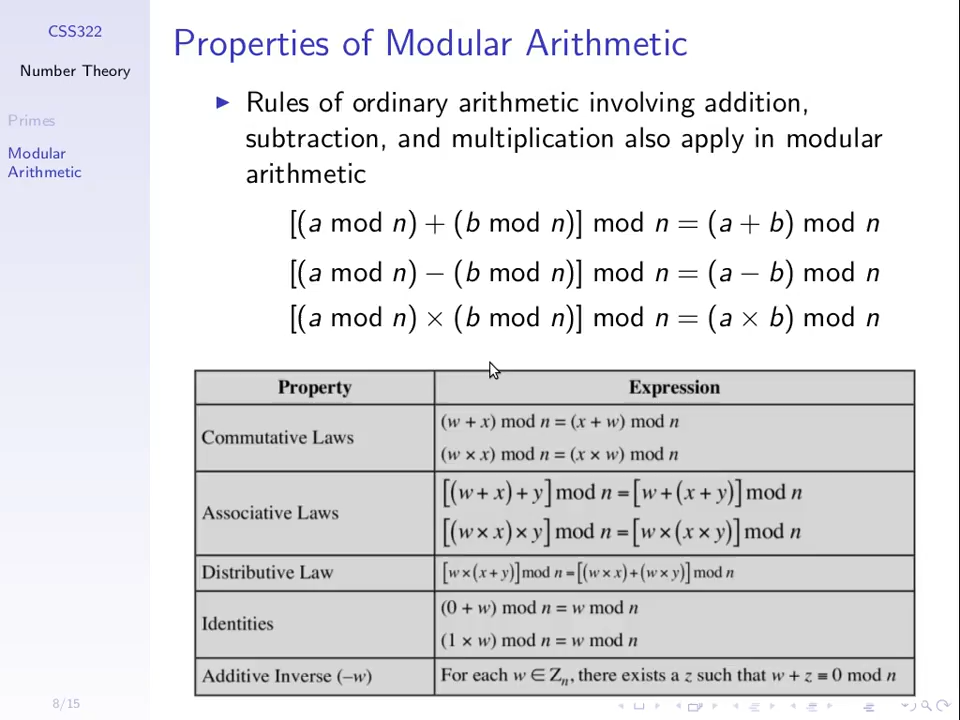 CSS322
Number Theory
Primes
Modular
Arithmetic
Properties of Modular Arithmetic
▶ Rules of ordinary arithmetic involving addition,
subtraction, and multiplication also apply in modular
arithmetic
[(a mod n) + (b mod n)] mod n = (a + b) mod n
[(a mod n) − (b mod n)] mod n = (a − b) mod n
[(a mod n) × (b mod n)] mod n = (a × b) mod n
Property Expression
Commutative Laws
(w + x) mod n = (x + w) mod n
(w × x) mod n = (x × w) mod n
Associative Laws
[(w + x) + y] mod n = [w + (x + y)] mod n
[(w × x) × y] mod n = [w × (x × y)] mod n
Distributive Law
[w × (x + y)] mod n = [(w × x) + (w × y)] mod n
Identities
(0 + w) mod n = w mod n
(1 × w) mod n = w mod n
Additive Inverse (−w)
For each w ∈ Zₙ, there exists a z such that w + z ≡ 0 mod n
8/15